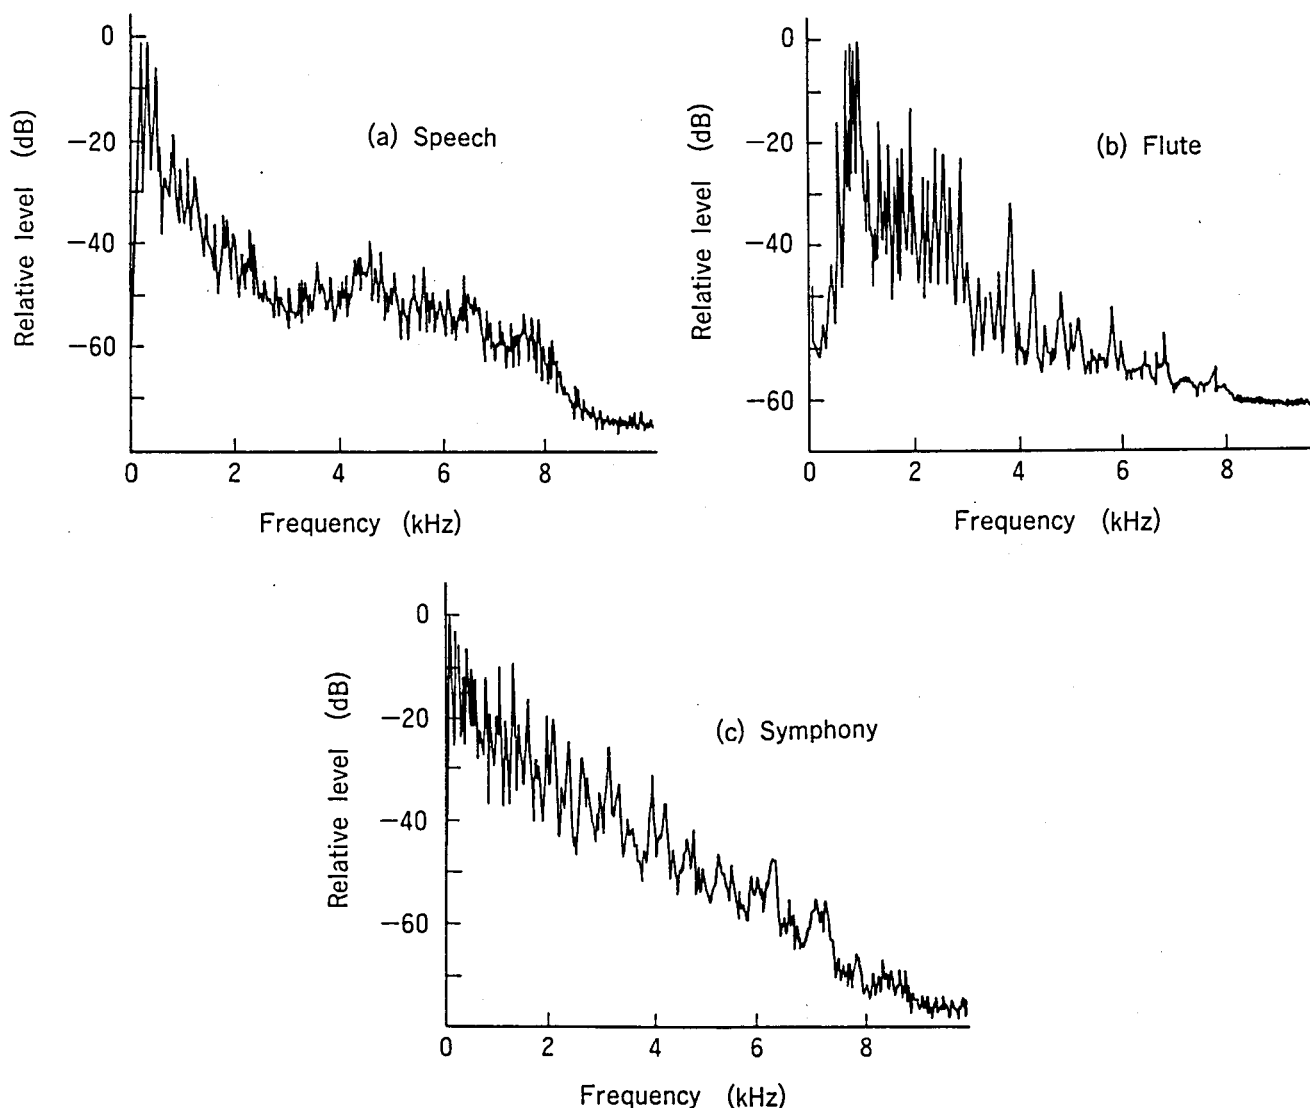 0
−20
−40
−60
Relative level (dB)
(a) Speech
0 2 4 6 8
Frequency (kHz)
0
−20
−40
−60
Relative level (dB)
(b) Flute
0 2 4 6 8
Frequency (kHz)
0
−20
−40
−60
Relative level (dB)
(c) Symphony
0 2 4 6 8
Frequency (kHz)